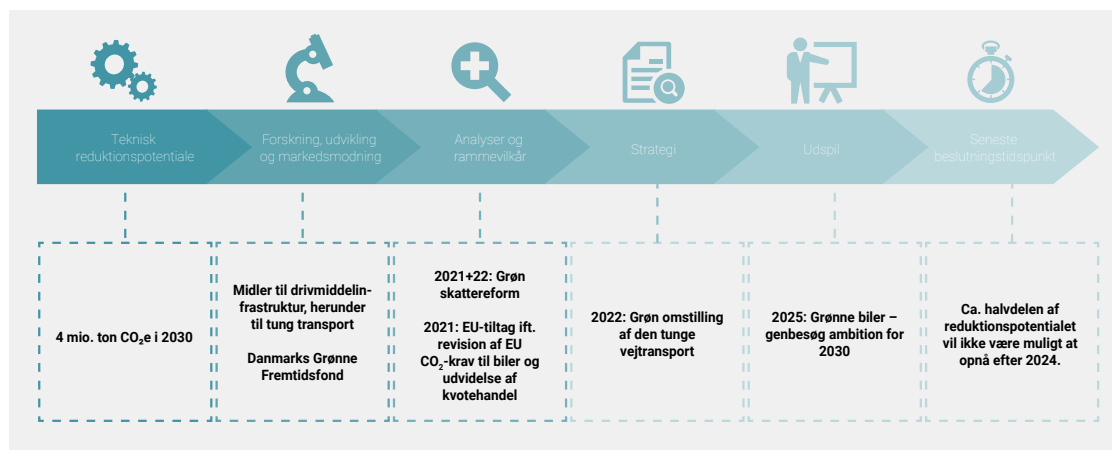 Teknisk
reduktionspotentiale
Forskning, udvikling
og markedsmodning
Analyser og
rammevilkår
Strategi
Udspil
Seneste
beslutningstidspunkt
4 mio. ton CO₂e i 2030
Midler til drivmiddelin-
frastruktur, herunder
til tung transport
Danmarks Grønne
Fremtidsfond
2021+22: Grøn
skattereform
2021: EU-tiltag ift.
revision af EU
CO₂-krav til biler og
udvidelse af
kvotehandel
2022: Grøn omstilling
af den tunge
vejtransport
2025: Grønne biler –
genbesøg ambition for
2030
Ca. halvdelen af
reduktionspotentialet
vil ikke være muligt at
opnå efter 2024.